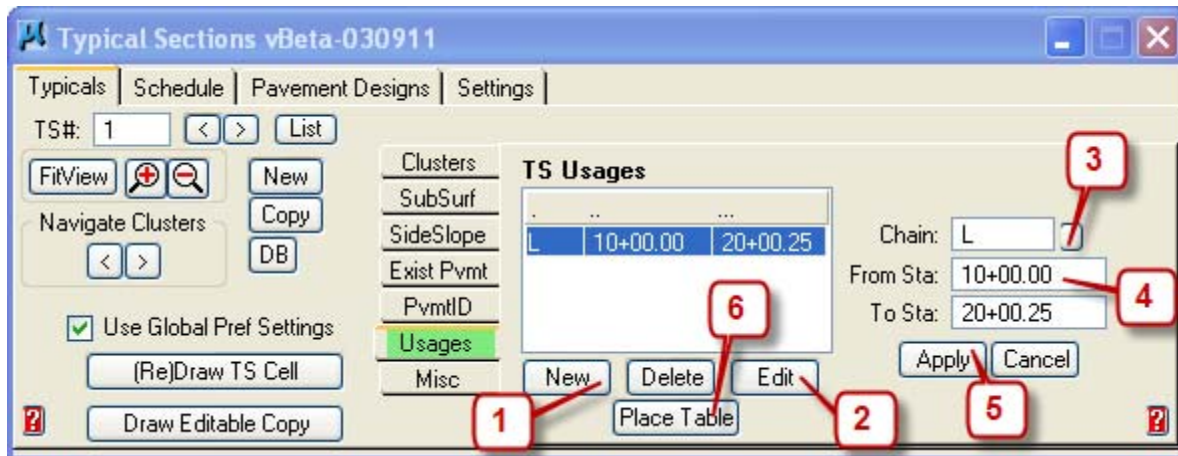 Typical Sections vBeta-030911
Typicals Schedule Pavement Designs Settings
TS#: 1 < > List
FitView New
Copy
DB
Navigate Clusters
< >
Use Global Pref Settings
(Re)Draw TS Cell
Draw Editable Copy
?
Clusters
SubSurf
SideSlope
Exist Pvmt
PvmtID
Usages
Misc
TS Usages
. .. ...
L 10+00.00 20+00.25
New Delete Edit
Place Table
Chain: L
From Sta: 10+00.00
To Sta: 20+00.25
Apply Cancel
?
1
2
3
4
5
6